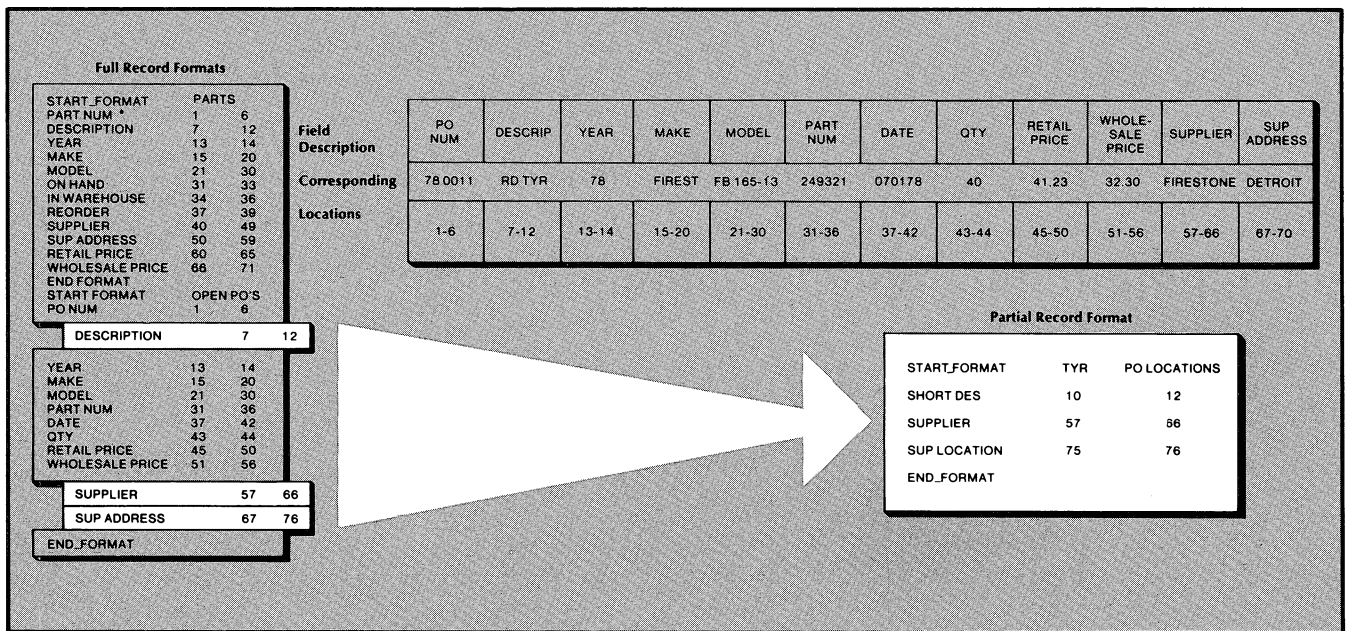 Full Record Formats
START_FORMAT PARTS
PART NUM * 1 6
DESCRIPTION 7 12
YEAR 13 14
MAKE 15 20
MODEL 21 30
ON HAND 31 33
IN WAREHOUSE 34 36
REORDER 37 39
SUPPLIER 40 49
SUP ADDRESS 50 59
RETAIL PRICE 60 65
WHOLESALE PRICE 66 71
END FORMAT
START FORMAT OPEN PO'S
PO NUM 1 6
DESCRIPTION 7 12
YEAR 13 14
MAKE 15 20
MODEL 21 30
PART NUM 31 36
DATE 37 42
QTY 43 44
RETAIL PRICE 45 50
WHOLESALE PRICE 51 56
SUPPLIER 57 66
SUP ADDRESS 67 76
END_FORMAT
Field
Description
PO
NUM
DESCRIP
YEAR
MAKE
MODEL
PART
NUM
DATE
QTY
RETAIL
PRICE
WHOLE-
SALE
PRICE
SUPPLIER
SUP
ADDRESS
Corresponding
78 0011 RD TYR 78 FIREST FB 165-13 249321 070178 40 41.23 32.30 FIRESTONE DETROIT
Locations
1-6 7-12 13-14 15-20 21-30 31-36 37-42 43-44 45-50 51-56 57-66 67-70
Partial Record Format
START_FORMAT TYR PO LOCATIONS
SHORT DES 10 12
SUPPLIER 57 66
SUP LOCATION 75 76
END_FORMAT